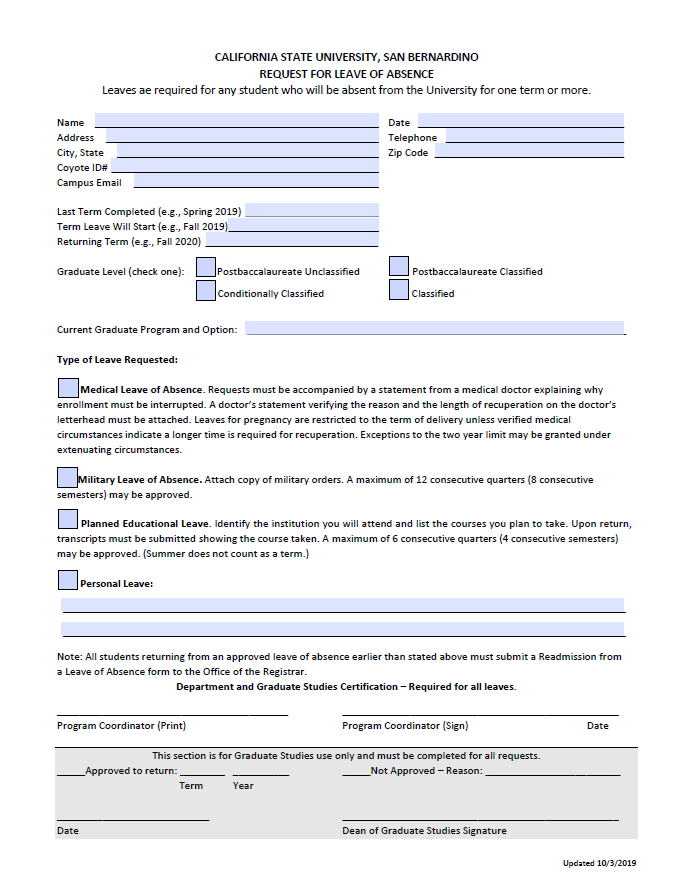 CALIFORNIA STATE UNIVERSITY, SAN BERNARDINO
REQUEST FOR LEAVE OF ABSENCE
Leaves ae required for any student who will be absent from the University for one term or more.
Name Date
Address Telephone
City, State Zip Code
Coyote ID#
Campus Email
Last Term Completed (e.g., Spring 2019)
Term Leave Will Start (e.g., Fall 2019)
Returning Term (e.g., Fall 2020)
Graduate Level (check one): Postbaccalaureate Unclassified Postbaccalaureate Classified
Conditionally Classified Classified
Current Graduate Program and Option:
Type of Leave Requested:
Medical Leave of Absence. Requests must be accompanied by a statement from a medical doctor explaining why
enrollment must be interrupted. A doctor's statement verifying the reason and the length of recuperation on the doctor's
letterhead must be attached. Leaves for pregnancy are restricted to the term of delivery unless verified medical
circumstances indicate a longer time is required for recuperation. Exceptions to the two year limit may be granted under
extenuating circumstances.
Military Leave of Absence. Attach copy of military orders. A maximum of 12 consecutive quarters (8 consecutive
semesters) may be approved.
Planned Educational Leave. Identify the institution you will attend and list the courses you plan to take. Upon return,
transcripts must be submitted showing the course taken. A maximum of 6 consecutive quarters (4 consecutive semesters)
may be approved. (Summer does not count as a term.)
Personal Leave:
Note: All students returning from an approved leave of absence earlier than stated above must submit a Readmission from
a Leave of Absence form to the Office of the Registrar.
Department and Graduate Studies Certification – Required for all leaves.
Program Coordinator (Print) Program Coordinator (Sign) Date
This section is for Graduate Studies use only and must be completed for all requests.
_____Approved to return: ________ __________ _____Not Approved – Reason: ________________________
Term Year
Date Dean of Graduate Studies Signature
Updated 10/3/2019